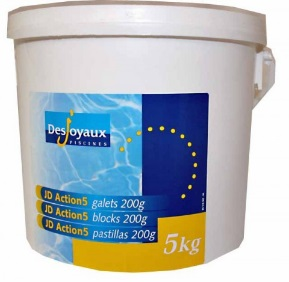 Desjoyaux
PISCINES
JD Action5 galets 200g
JD Action5 blocks 200g
JD Action5 pastillas 200g
5kg